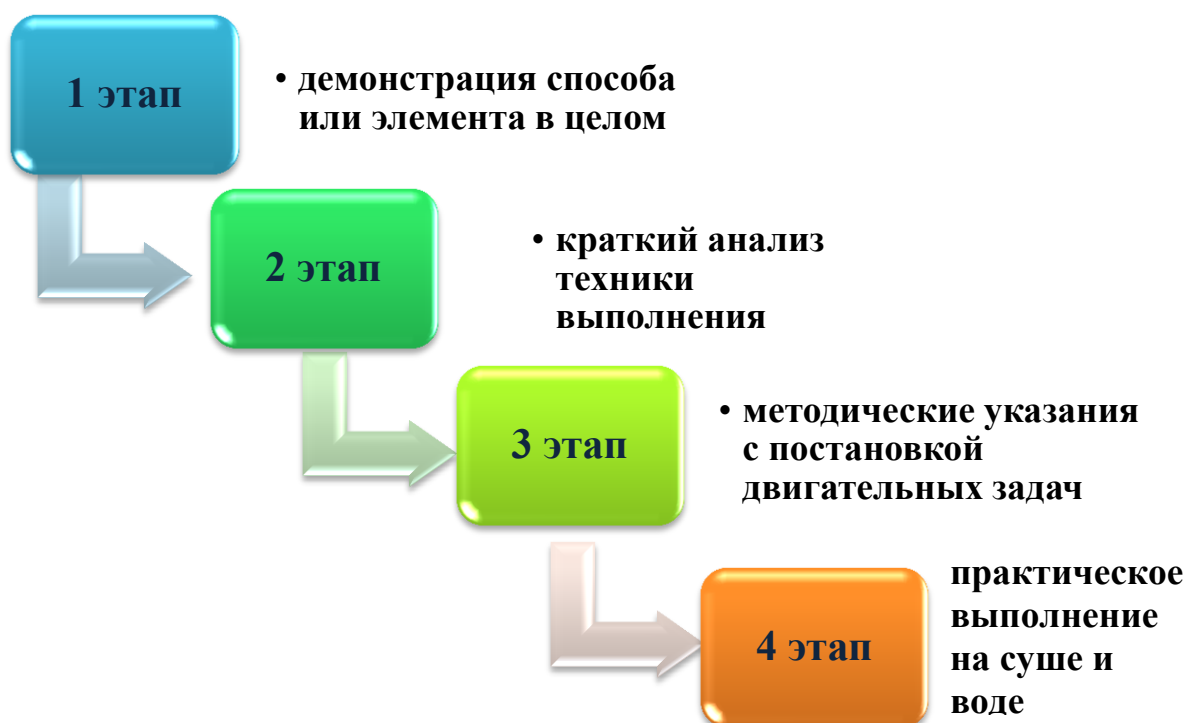 1 этап
• демонстрация способа
или элемента в целом
2 этап
• краткий анализ
техники
выполнения
3 этап
• методические указания
с постановкой
двигательных задач
4 этап
практическое
выполнение
на суше и
воде